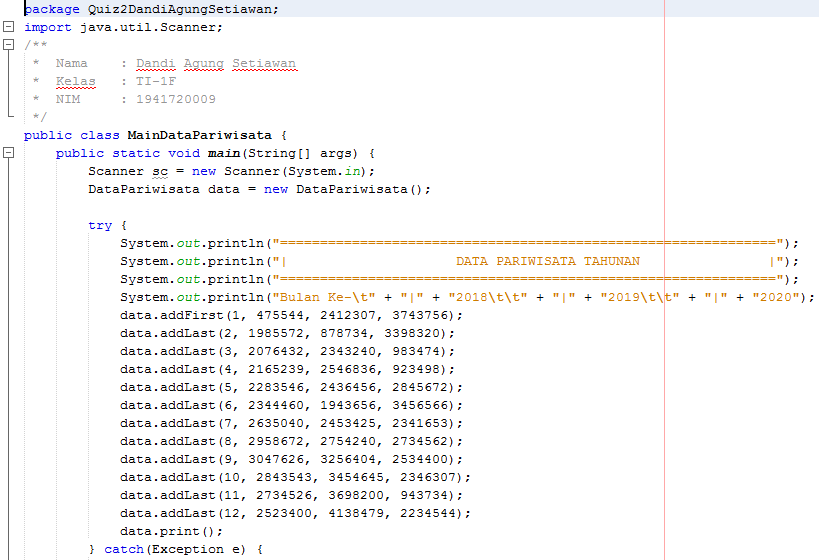 package Quiz2DandiAgungSetiawan;
import java.util.Scanner;
/**
 * Nama    : Dandi Agung Setiawan
 * Kelas   : TI-1F
 * NIM     : 1941720009
 */
public class MainDataPariwisata {
    public static void main(String[] args) {
        Scanner sc = new Scanner(System.in);
        DataPariwisata data = new DataPariwisata();

        try {
            System.out.println("==============================================================");
            System.out.println("|                     DATA PARIWISATA TAHUNAN                |");
            System.out.println("==============================================================");
            System.out.println("Bulan Ke-\t" + "|" + "2018\t\t" + "|" + "2019\t\t" + "|" + "2020");
            data.addFirst(1, 475544, 2412307, 3743756);
            data.addLast(2, 1985572, 878734, 3398320);
            data.addLast(3, 2076432, 2343240, 983474);
            data.addLast(4, 2165239, 2546836, 923498);
            data.addLast(5, 2283546, 2436456, 2845672);
            data.addLast(6, 2344460, 1943656, 3456566);
            data.addLast(7, 2635040, 2453425, 2341653);
            data.addLast(8, 2958672, 2754240, 2734562);
            data.addLast(9, 3047626, 3256404, 2534400);
            data.addLast(10, 2843543, 3454645, 2346307);
            data.addLast(11, 2734526, 3698200, 943734);
            data.addLast(12, 2523400, 4138479, 2234544);
            data.print();
        } catch(Exception e) {